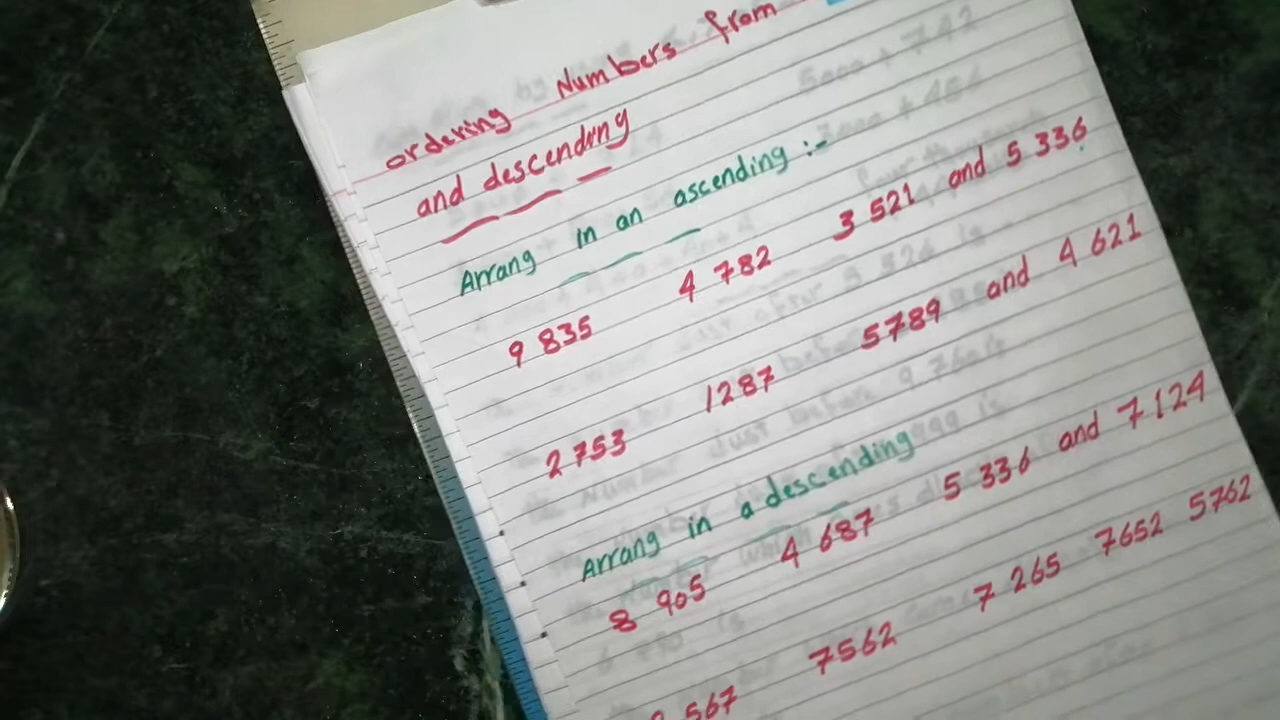 ordering Numbers from
and descending
Arrang in an ascending :-
9 835 4 782 3 521 and 5 336
2 753 1287 5789 and 4 621
Arrang in a descending
8 905 4 687 5 336 and 7 124
567 7562 7 265 7652 5762